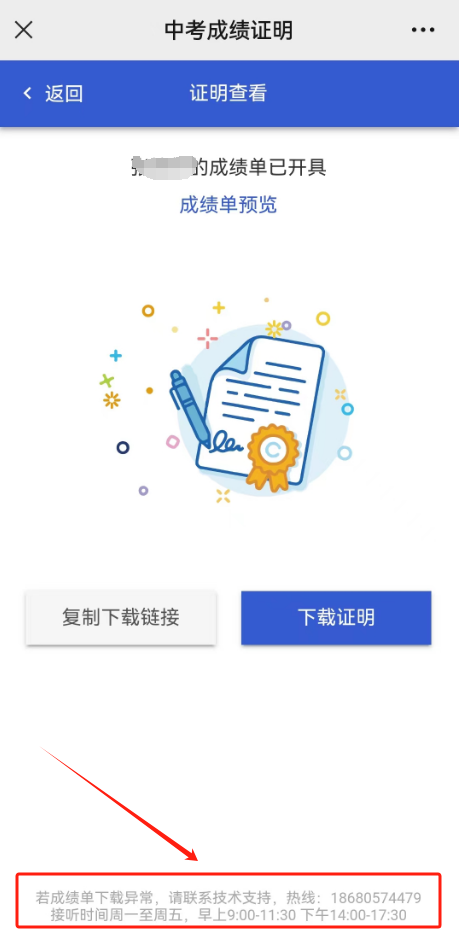 中考成绩证明
返回
证明查看
的成绩单已开具
成绩单预览
复制下载链接
下载证明
若成绩单下载异常，请联系技术支持，热线：18680574479
接听时间周一至周五，早上9:00-11:30 下午14:00-17:30